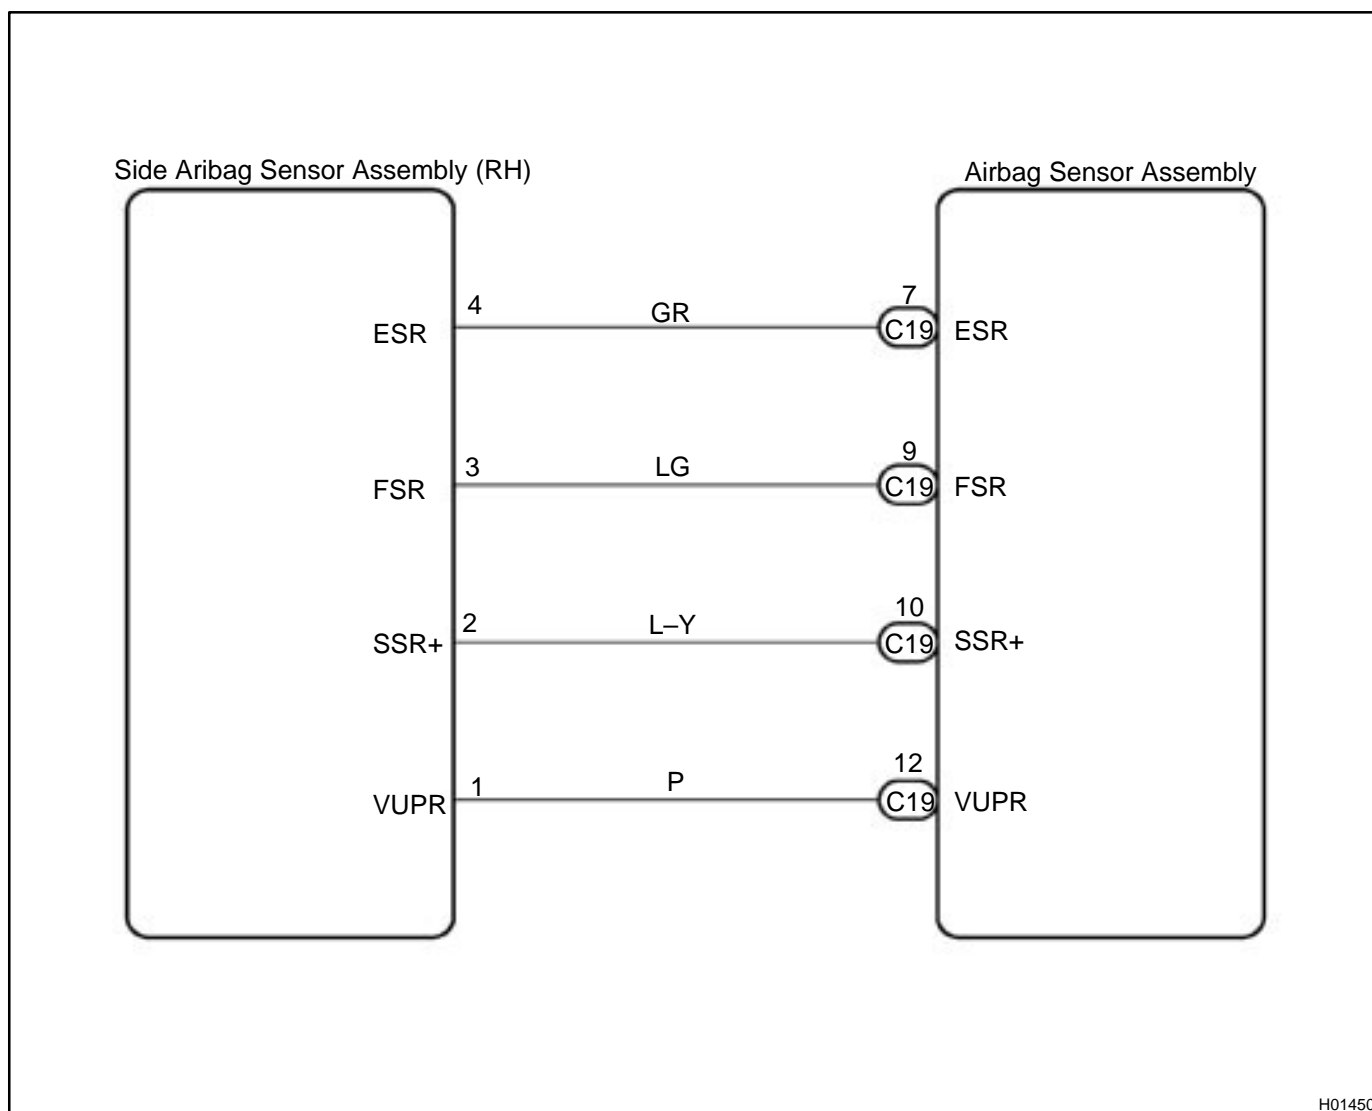 Side Aribag Sensor Assembly (RH)
Airbag Sensor Assembly
ESR 4 GR 7 C19 ESR
FSR 3 LG 9 C19 FSR
SSR+ 2 L–Y 10 C19 SSR+
VUPR 1 P 12 C19 VUPR
H01450